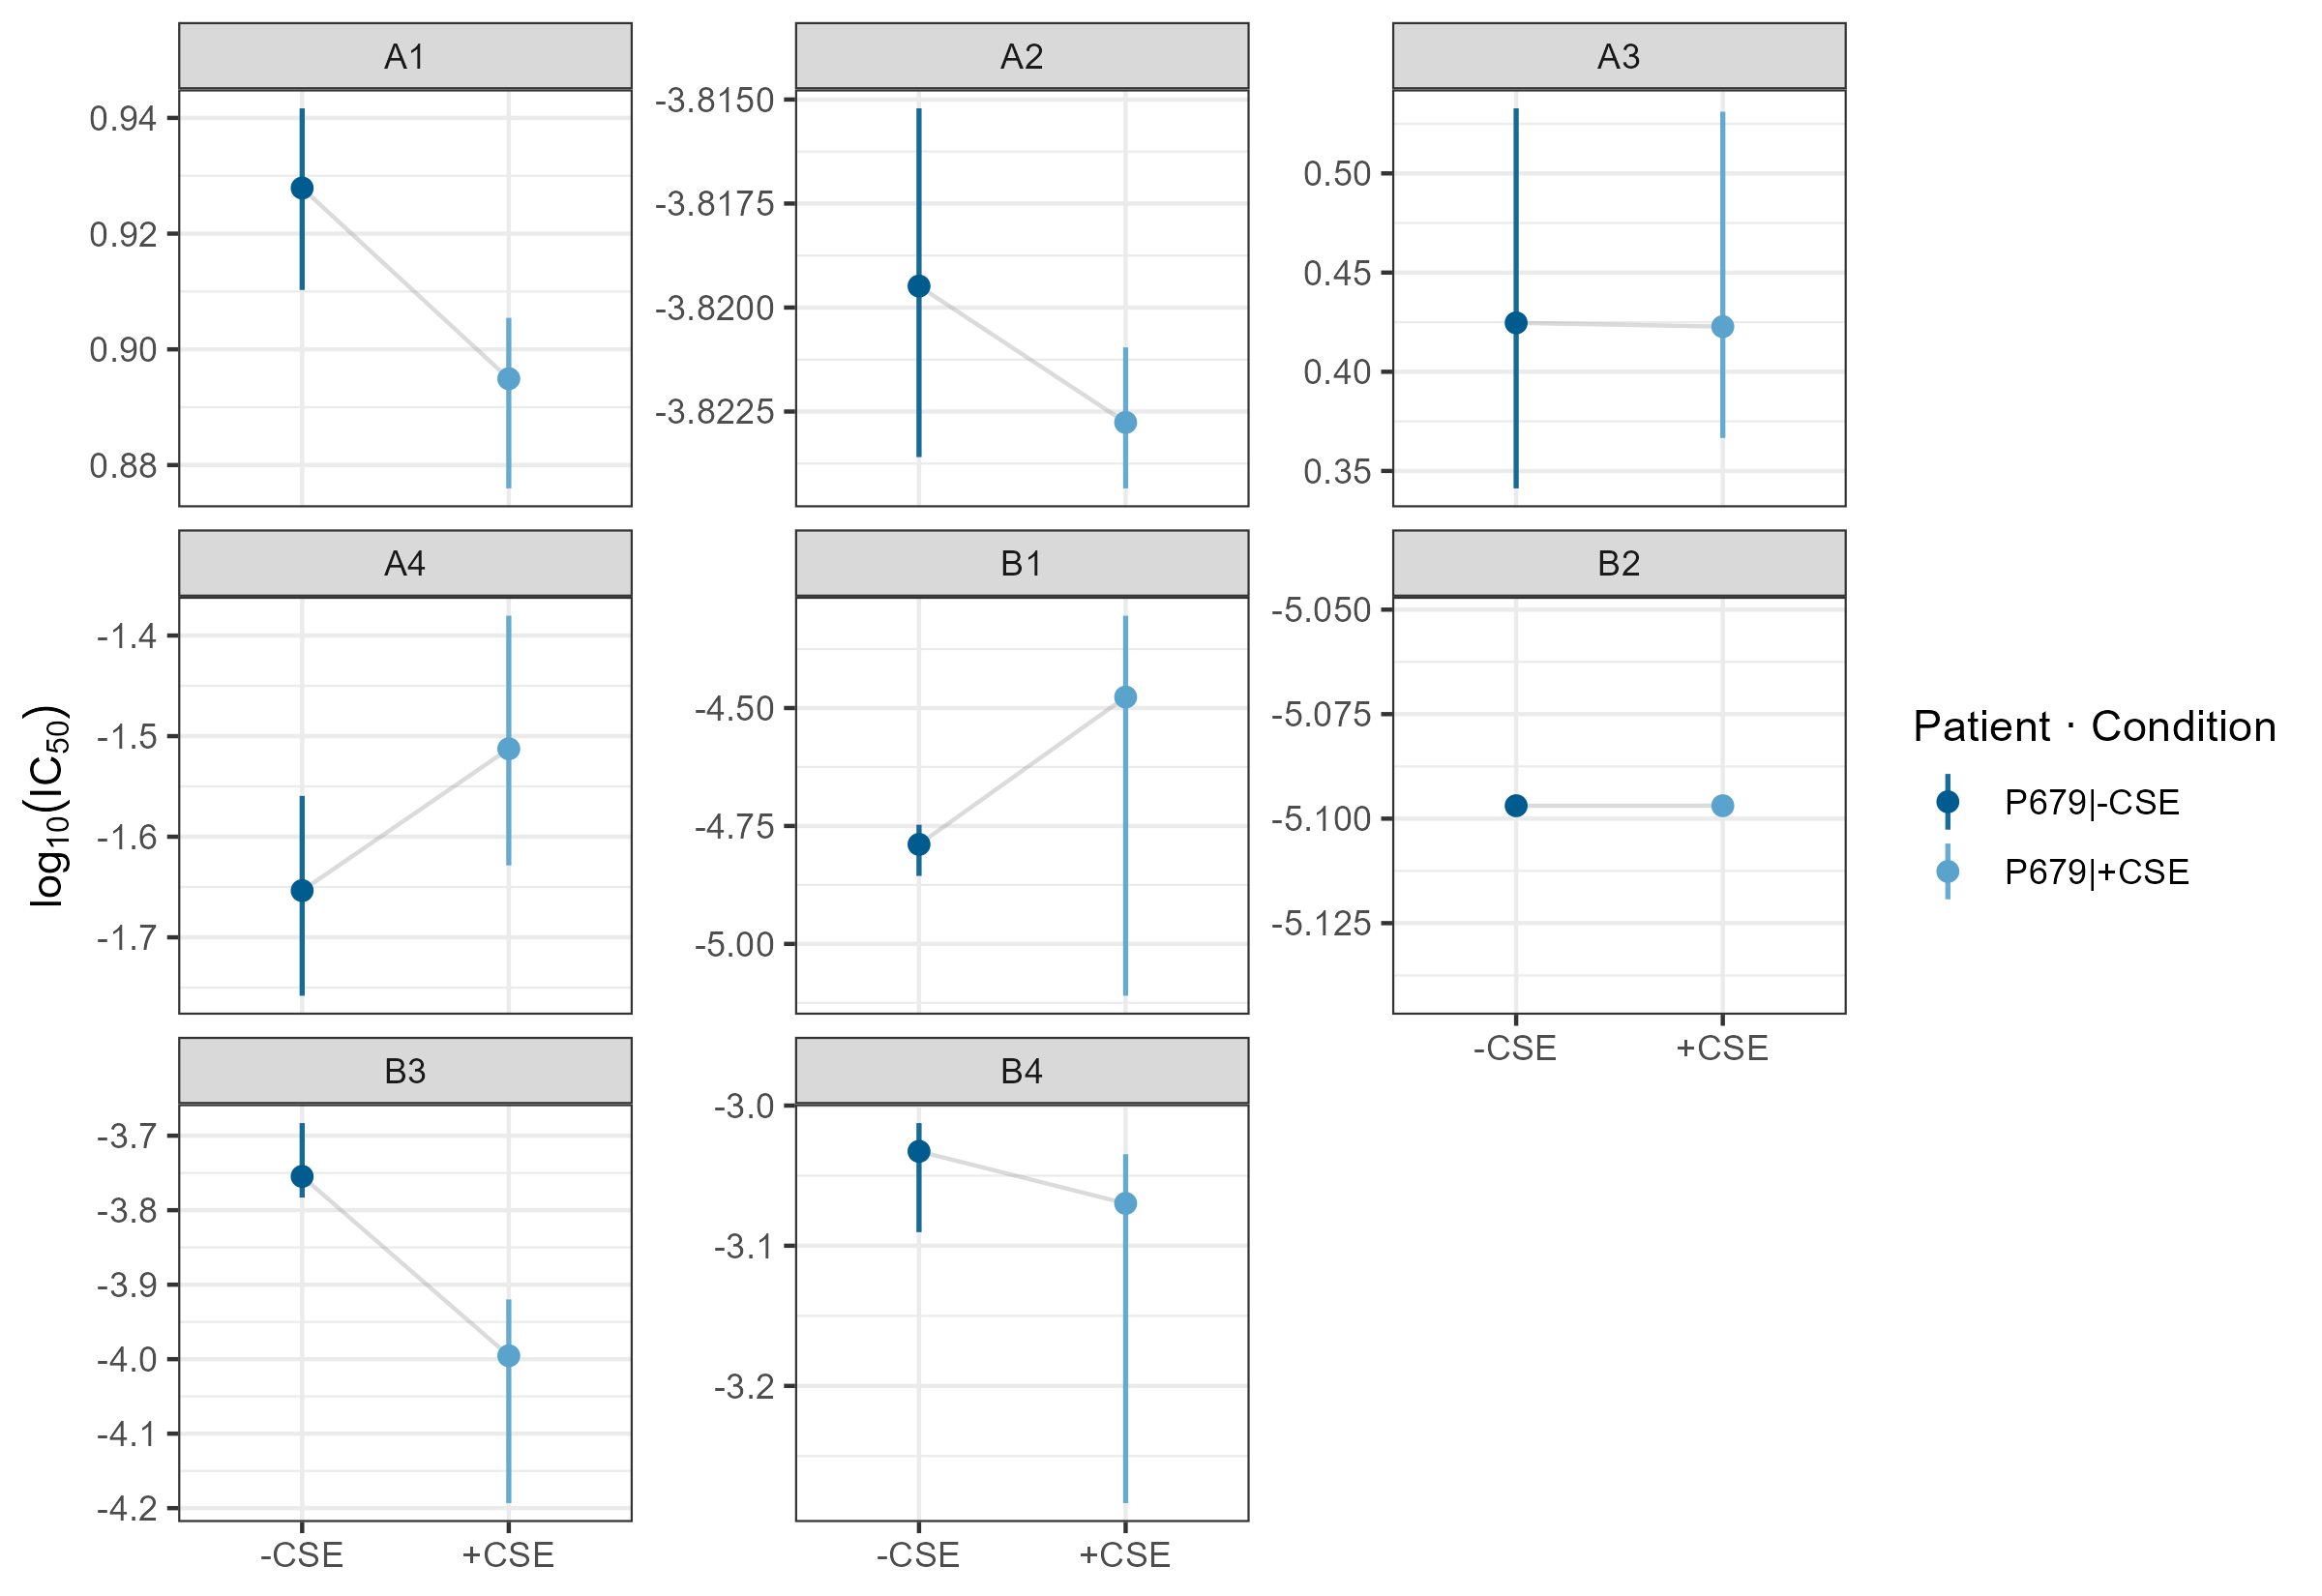 A1
A2
A3
0.94
0.92
0.90
0.88
-3.8150
-3.8175
-3.8200
-3.8225
0.50
0.45
0.40
0.35
A4
B1
B2
-1.4
-1.5
-1.6
-1.7
-4.50
-4.75
-5.00
-5.050
-5.075
-5.100
-5.125
-CSE
+CSE
B3
B4
-3.7
-3.8
-3.9
-4.0
-4.1
-4.2
-3.0
-3.1
-3.2
-CSE
+CSE
-CSE
+CSE
log10(IC50)
Patient · Condition
P679|-CSE
P679|+CSE